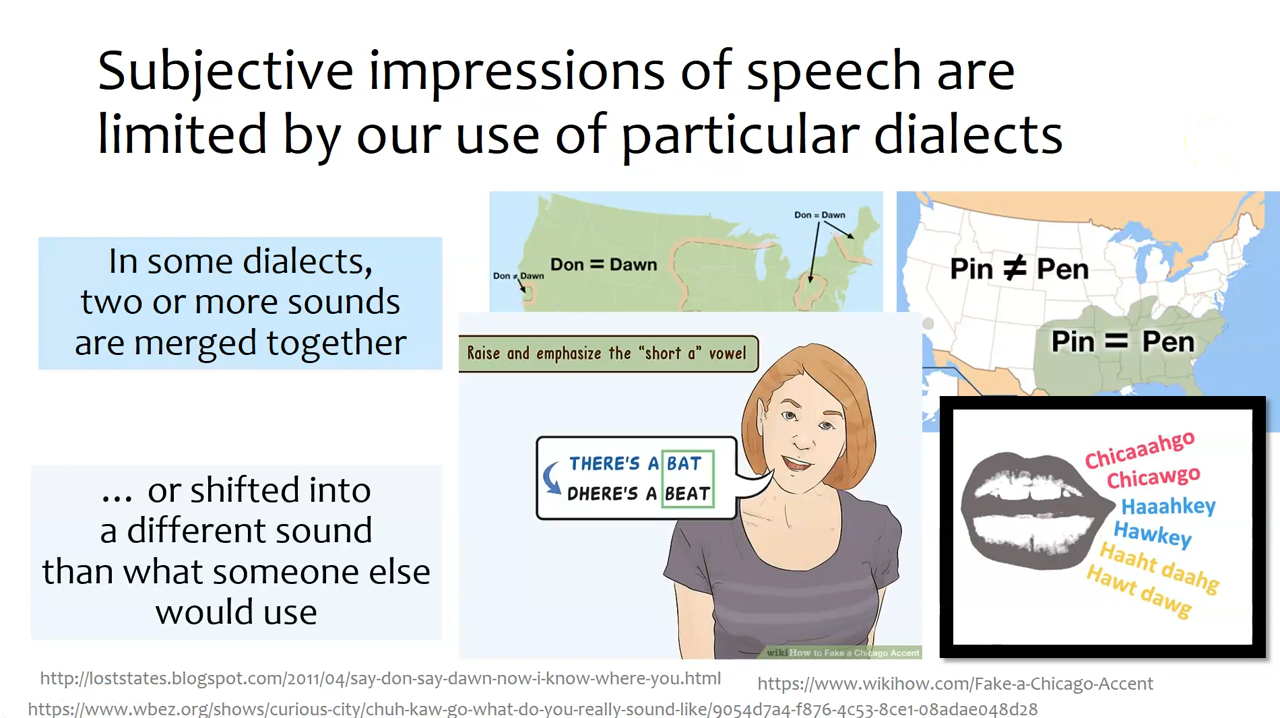 Subjective impressions of speech are
limited by our use of particular dialects
In some dialects,
two or more sounds
are merged together
… or shifted into
a different sound
than what someone else
would use
Don = Dawn
Don ≠ Dawn
Don = Dawn
Pin ≠ Pen
Pin = Pen
Raise and emphasize the “short a” vowel
THERE'S A BAT
DHERE'S A BEAT
wikiHow to Fake a Chicago Accent
Chicaaahgo
Chicawgo
Haaahkey
Hawkey
Haaht daahg
Hawt dawg
http://loststates.blogspot.com/2011/04/say-don-say-dawn-now-i-know-where-you.html
https://www.wikihow.com/Fake-a-Chicago-Accent
https://www.wbez.org/shows/curious-city/chuh-kaw-go-what-do-you-really-sound-like/9054d7a4-f876-4c53-8ce1-08adae048d28